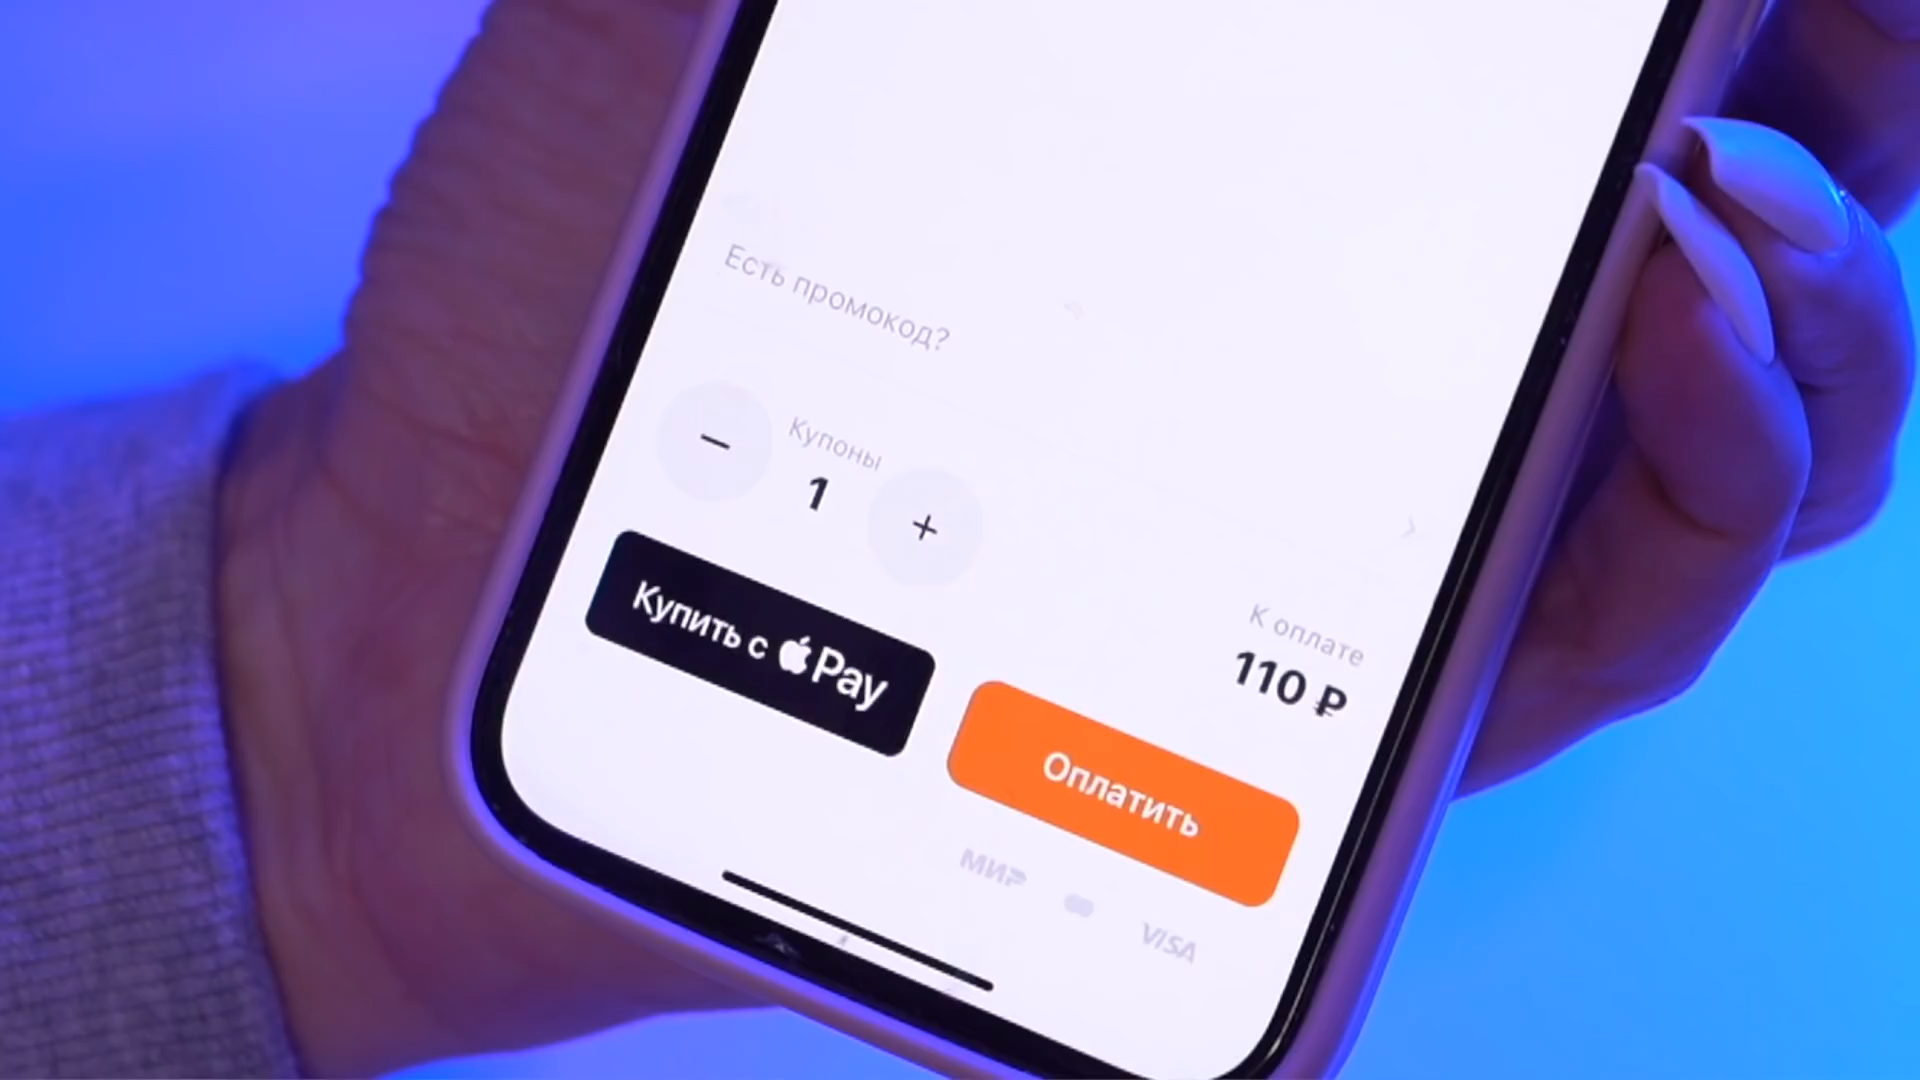 Есть промокод?
Купоны
− 1 +
К оплате
110 ₽
Купить с Pay
Оплатить
МИР
VISA